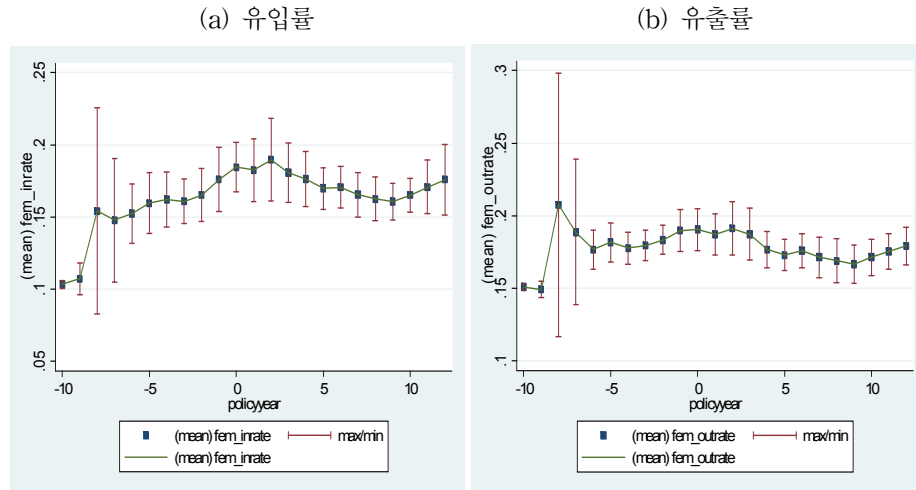 (a) 유입률
(mean) fem_inrate
.25
.2
.15
.1
.05
-10
-5
0
5
10
policyyear
(mean) fem_inrate
max/min
(mean) fem_inrate
(b) 유출률
(mean) fem_outrate
.3
.25
.2
.15
.1
-10
-5
0
5
10
policyyear
(mean) fem_outrate
max/min
(mean) fem_outrate